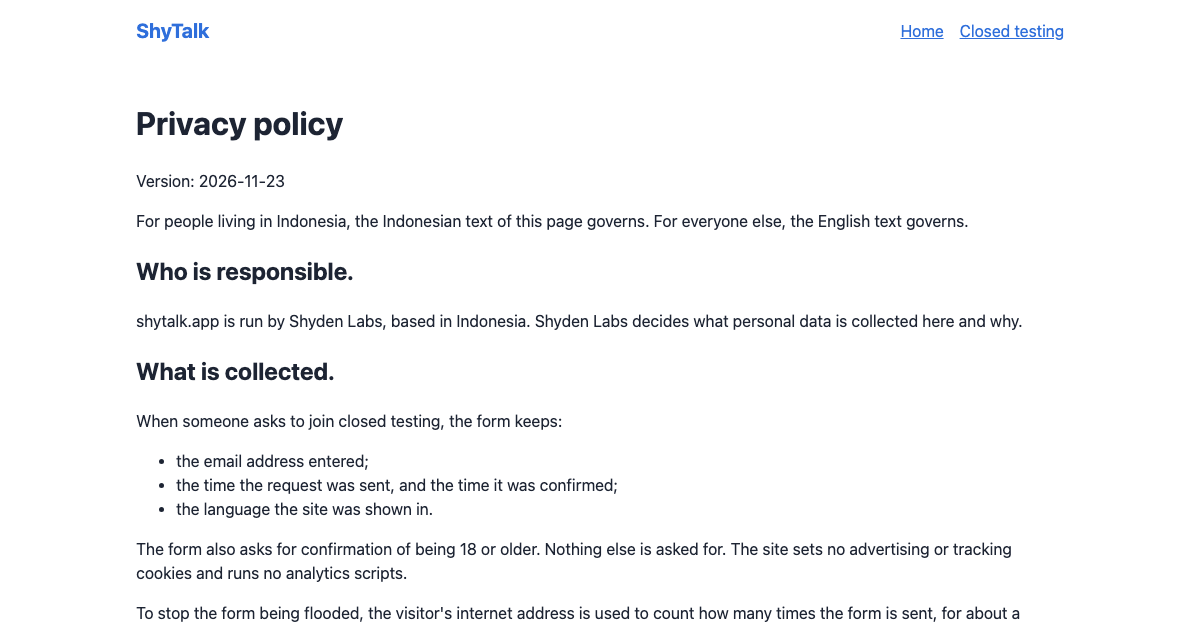 ShyTalk
Home
Closed testing
Privacy policy
Version: 2026-11-23
For people living in Indonesia, the Indonesian text of this page governs. For everyone else, the English text governs.
Who is responsible.
shytalk.app is run by Shyden Labs, based in Indonesia. Shyden Labs decides what personal data is collected here and why.
What is collected.
When someone asks to join closed testing, the form keeps:
• the email address entered;
• the time the request was sent, and the time it was confirmed;
• the language the site was shown in.
The form also asks for confirmation of being 18 or older. Nothing else is asked for. The site sets no advertising or tracking
cookies and runs no analytics scripts.
To stop the form being flooded, the visitor's internet address is used to count how many times the form is sent, for about a